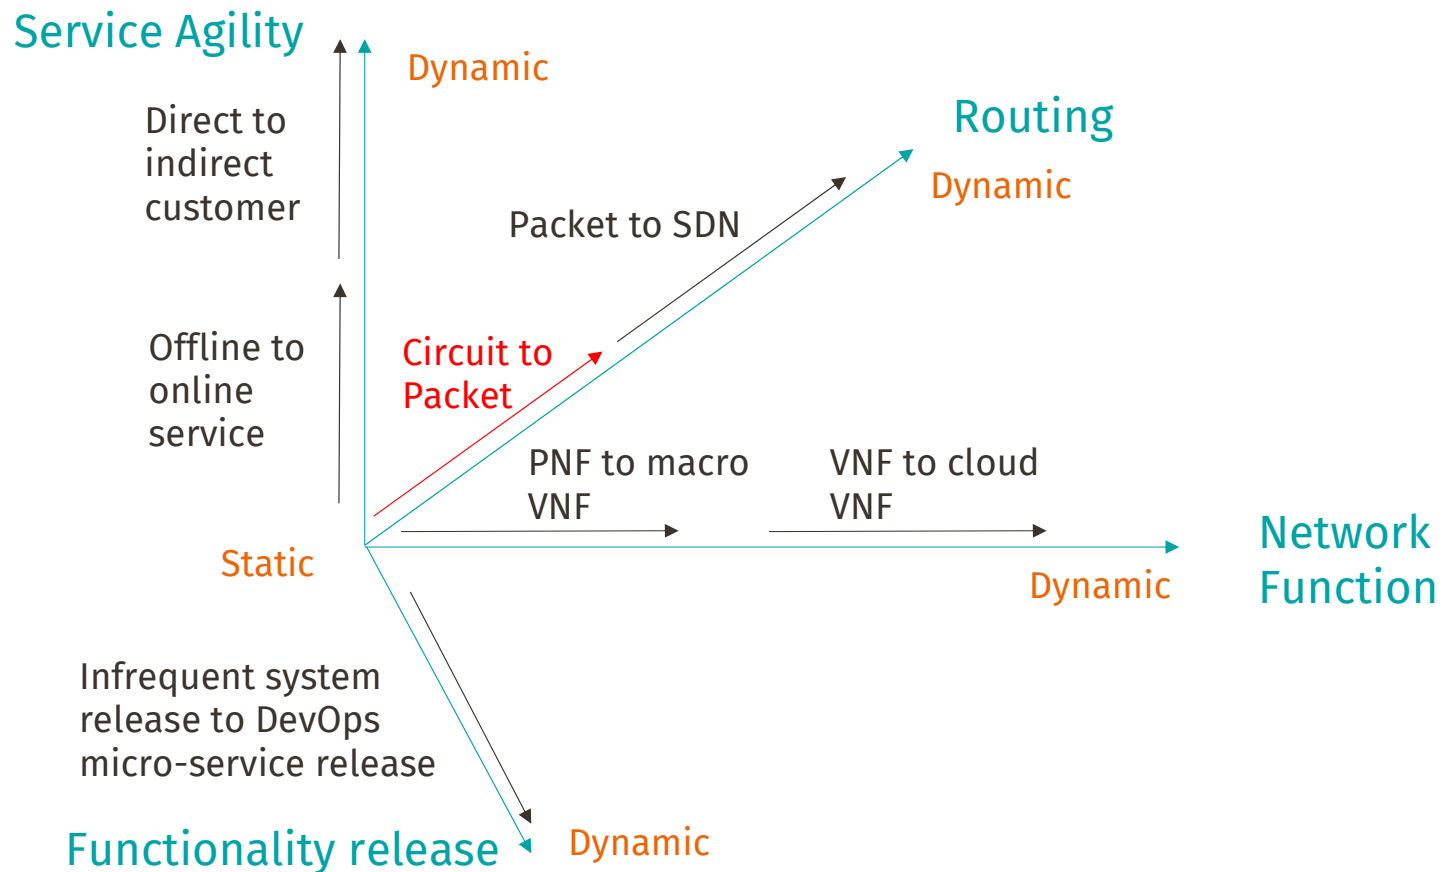 Service Agility
Dynamic
Direct to
indirect
customer
Routing
Dynamic
Packet to SDN
Offline to
online
service
Circuit to
Packet
PNF to macro
VNF
VNF to cloud
VNF
Static
Network
Function
Dynamic
Infrequent system
release to DevOps
micro-service release
Functionality release
Dynamic